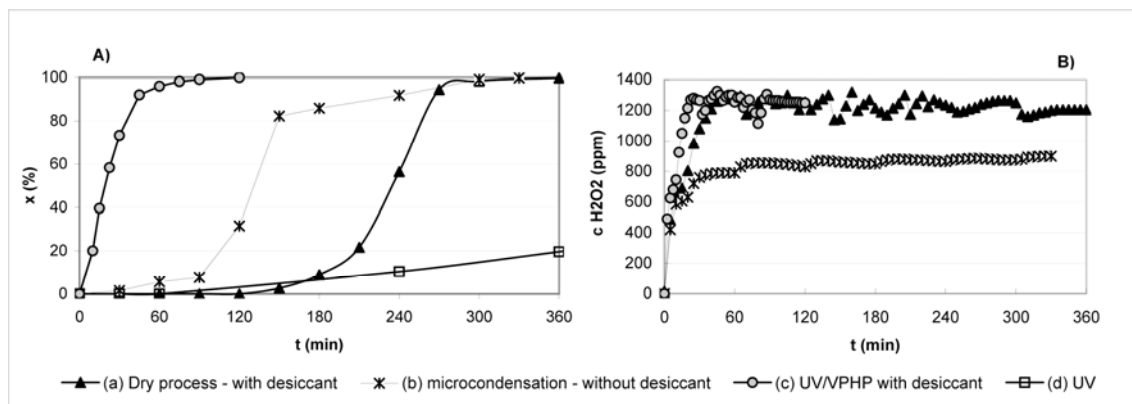 A)
100
80
60
40
20
0
x (%)
0 60 120 180 240 300 360
t (min)
B)
1400
1200
1000
800
600
400
200
0
c H2O2 (ppm)
0 60 120 180 240 300 360
t (min)
(a) Dry process - with desiccant (b) microcondensation - without desiccant (c) UV/VPHP with desiccant (d) UV